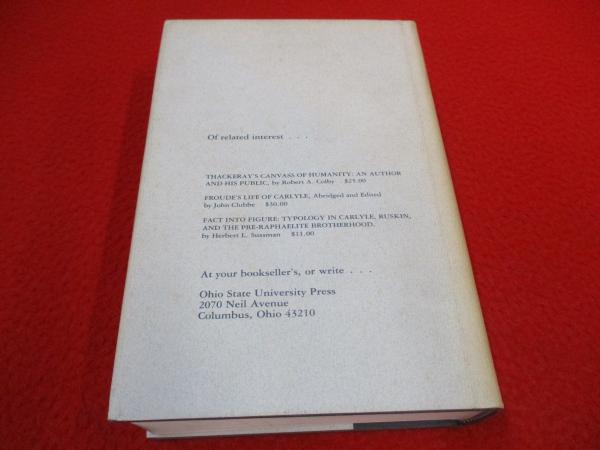 Of related interest . . .
THACKERAY'S CANVASS OF HUMANITY: AN AUTHOR
AND HIS PUBLIC, by Robert A. Colby $25.00
FROUDE'S LIFE OF CARLYLE, Abridged and Edited
by John Clubbe $30.00
FACT INTO FIGURE: TYPOLOGY IN CARLYLE, RUSKIN,
AND THE PRE-RAPHAELITE BROTHERHOOD,
by Herbert L. Sussman $11.00
At your bookseller's, or write . . .
Ohio State University Press
2070 Neil Avenue
Columbus, Ohio 43210